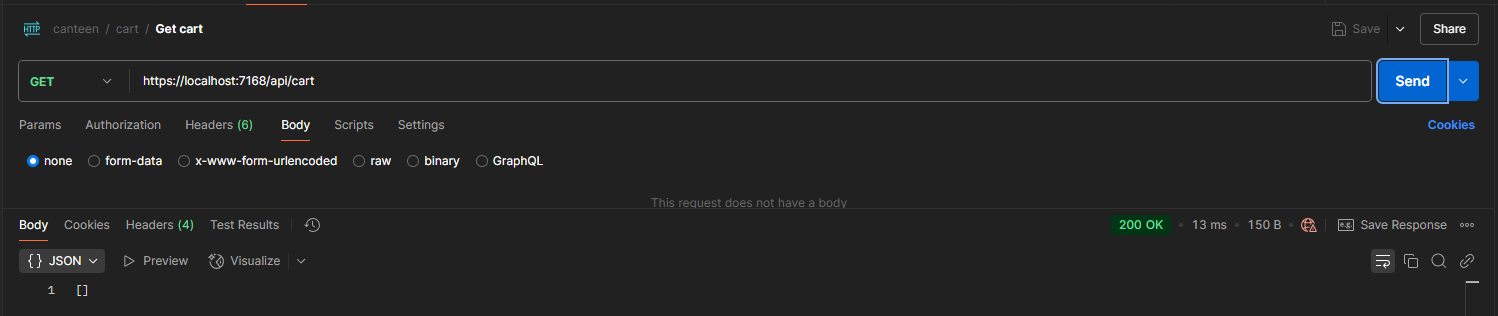 HTTP canteen / cart / Get cart Save Share
GET https://localhost:7168/api/cart Send
Params Authorization Headers (6) Body Scripts Settings Cookies
none form-data x-www-form-urlencoded raw binary GraphQL
This request does not have a body
Body Cookies Headers (4) Test Results 200 OK • 13 ms • 150 B • e.g. Save Response
{} JSON Preview Visualize
1 []